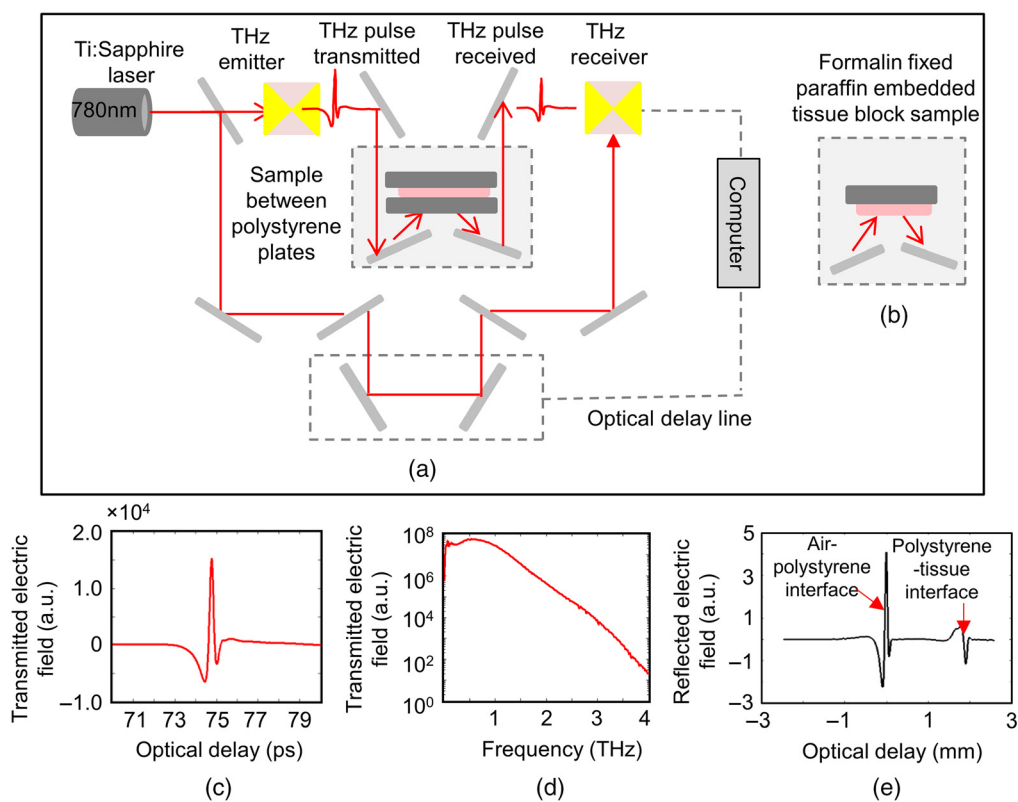 Ti:Sapphire
laser
780nm
THz
emitter
THz pulse
transmitted
THz pulse
received
THz
receiver
Sample
between
polystyrene
plates
Computer
Optical delay line
(a)
Formalin fixed
paraffin embedded
tissue block sample
(b)
×10⁴
2.0
1.0
0
–1.0
Transmitted electric
field (a.u.)
71 73 75 77 79
Optical delay (ps)
(c)
10⁸
10⁶
10⁴
10²
10⁰
Transmitted electric
field (a.u.)
1 2 3 4
Frequency (THz)
(d)
5
3
1
–1
–3
Reflected electric
field (a.u.)
Air-
polystyrene
interface
Polystyrene
-tissue
interface
–3 –1 1 3
Optical delay (mm)
(e)